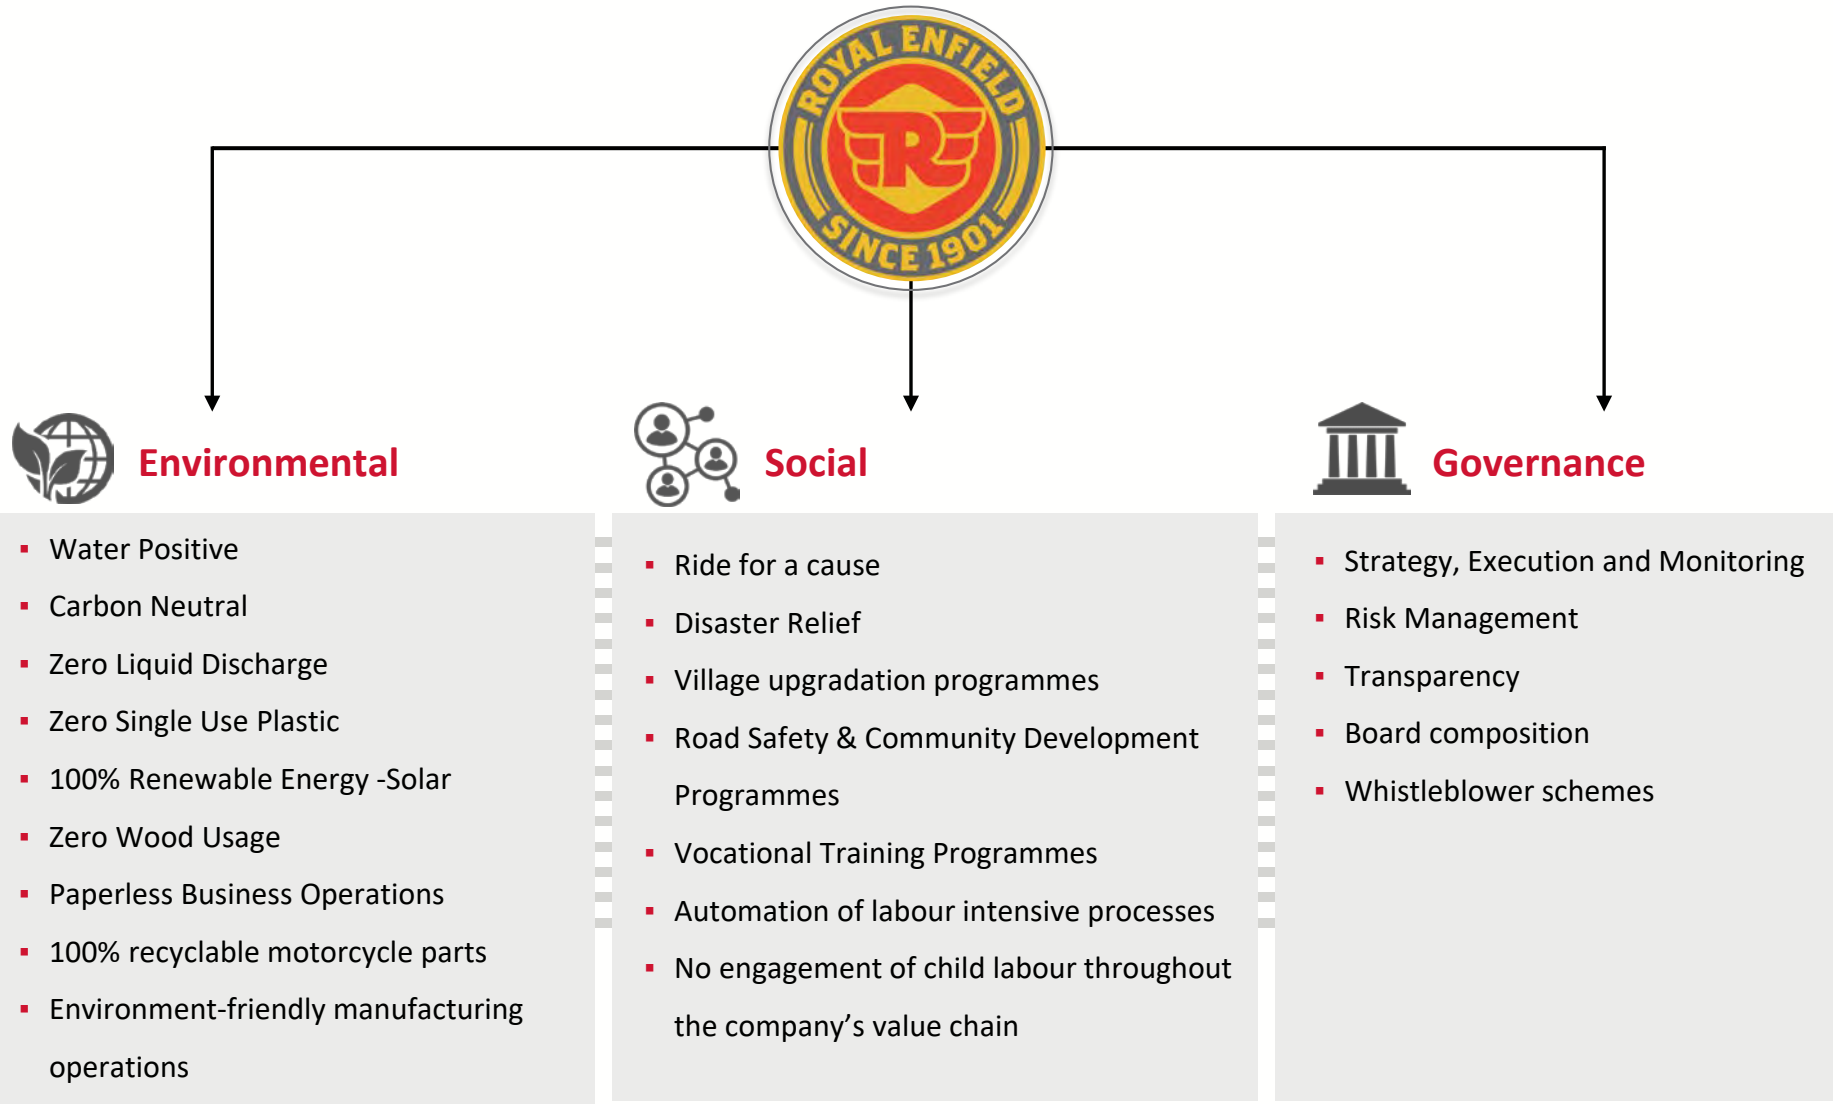 ROYAL ENFIELD
R
SINCE 1901
Environmental
▪ Water Positive
▪ Carbon Neutral
▪ Zero Liquid Discharge
▪ Zero Single Use Plastic
▪ 100% Renewable Energy -Solar
▪ Zero Wood Usage
▪ Paperless Business Operations
▪ 100% recyclable motorcycle parts
▪ Environment-friendly manufacturing
operations
Social
▪ Ride for a cause
▪ Disaster Relief
▪ Village upgradation programmes
▪ Road Safety & Community Development
Programmes
▪ Vocational Training Programmes
▪ Automation of labour intensive processes
▪ No engagement of child labour throughout
the company’s value chain
Governance
▪ Strategy, Execution and Monitoring
▪ Risk Management
▪ Transparency
▪ Board composition
▪ Whistleblower schemes